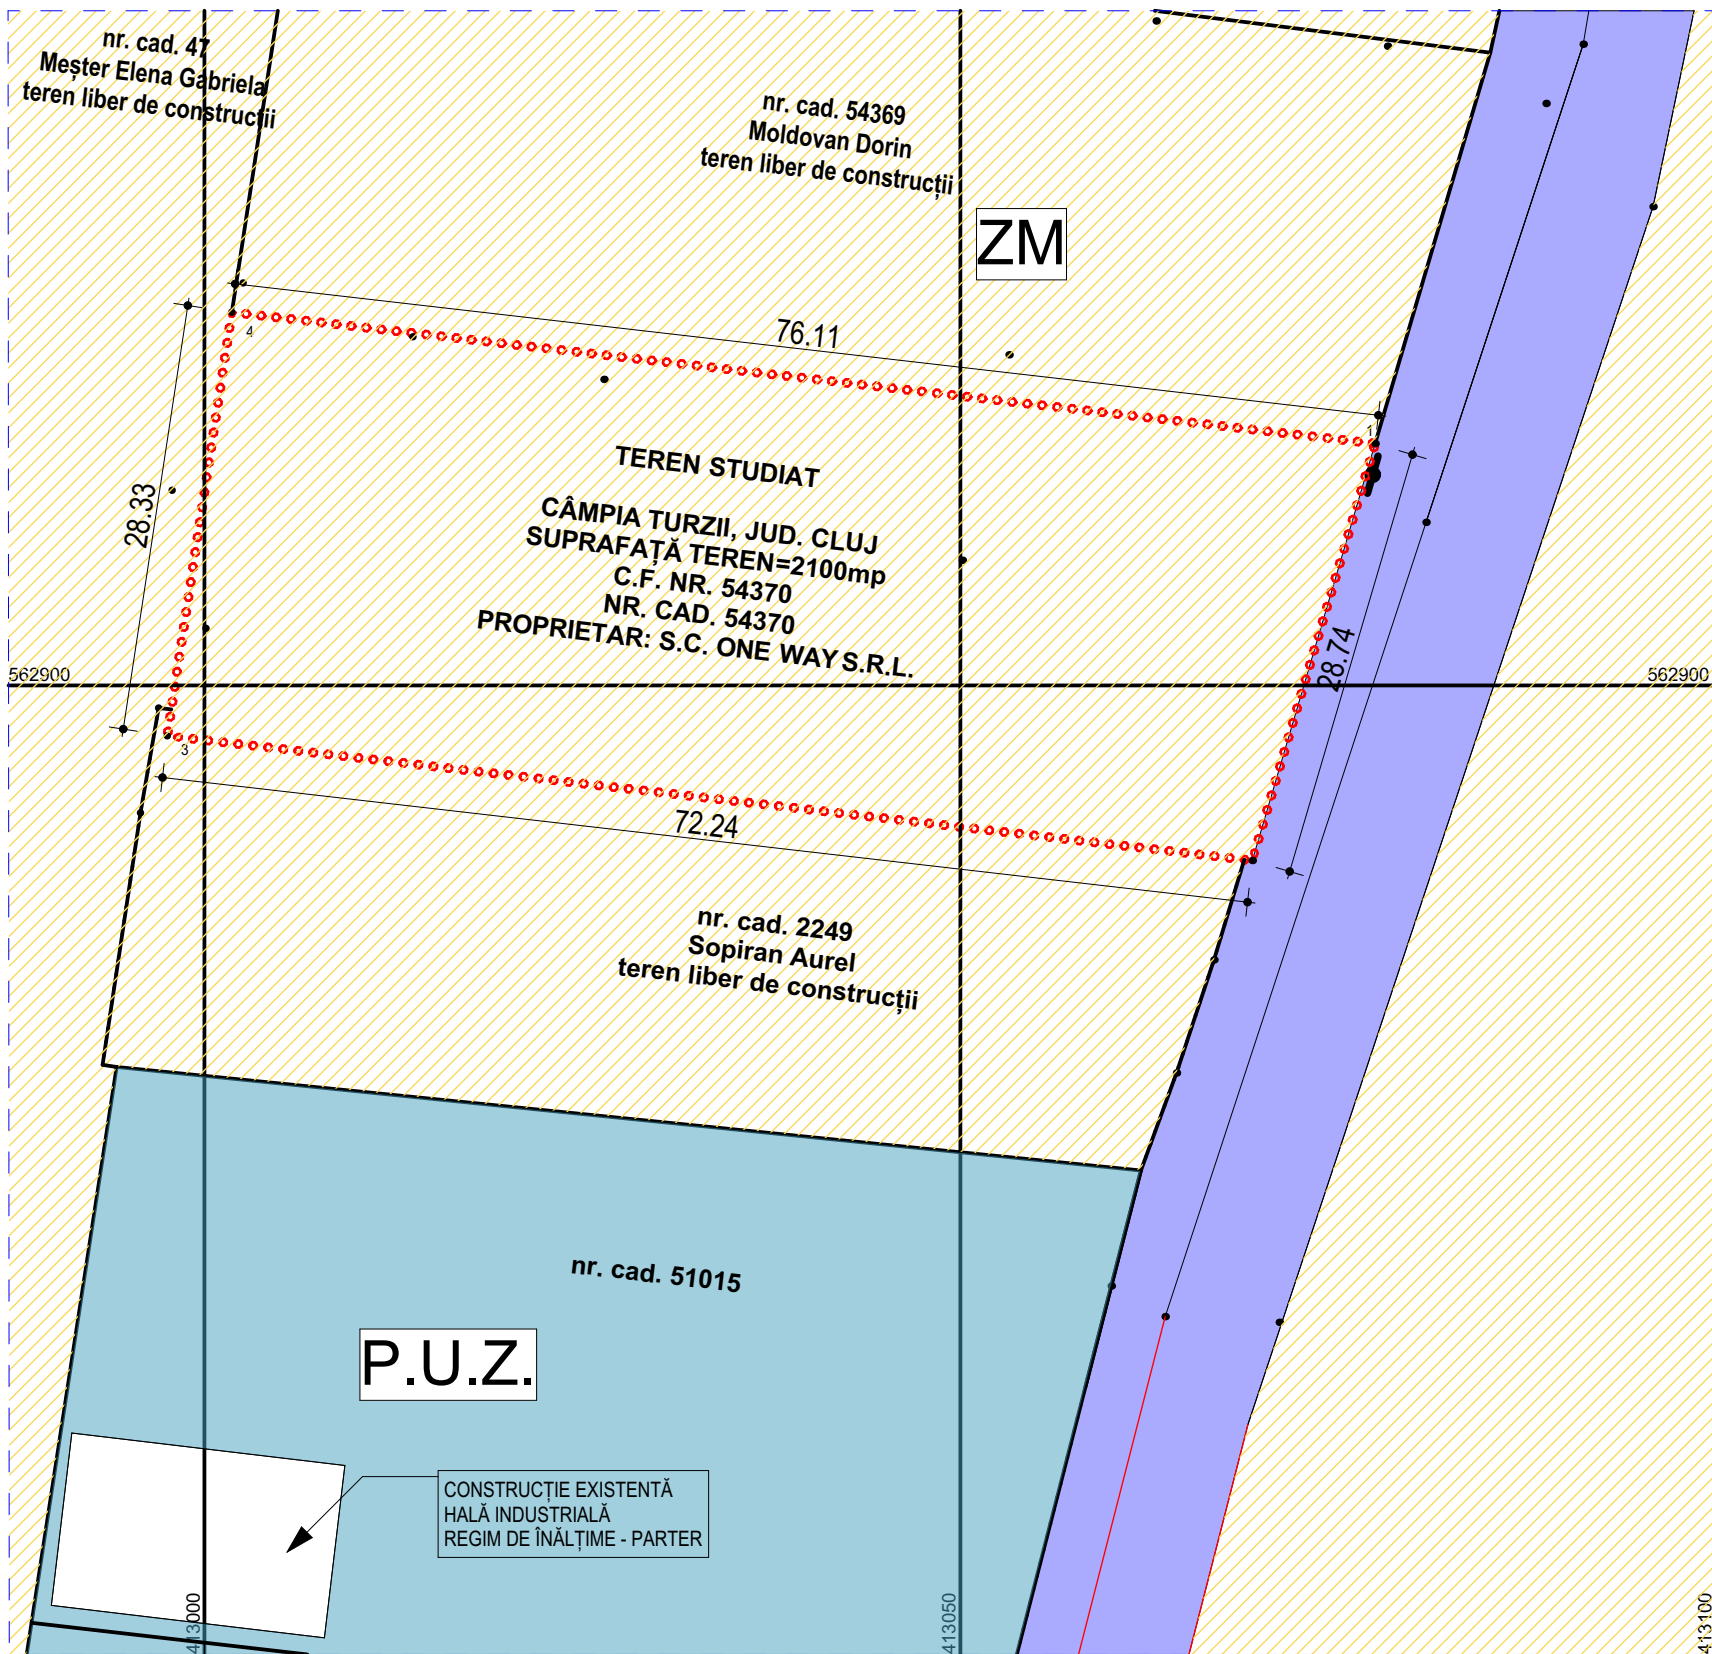 nr. cad. 47
Meșter Elena Gabriela
teren liber de construcții
nr. cad. 54369
Moldovan Dorin
teren liber de construcții
ZM
76.11
4
1
28.33
TEREN STUDIAT
CÂMPIA TURZII, JUD. CLUJ
SUPRAFAȚĂ TEREN=2100mp
C.F. NR. 54370
NR. CAD. 54370
PROPRIETAR: S.C. ONE WAY S.R.L.
28.74
562900
562900
3
72.24
nr. cad. 2249
Sopiran Aurel
teren liber de construcții
nr. cad. 51015
P.U.Z.
CONSTRUCȚIE EXISTENTĂ
HALĂ INDUSTRIALĂ
REGIM DE ÎNĂLȚIME - PARTER
413000
413050
413100